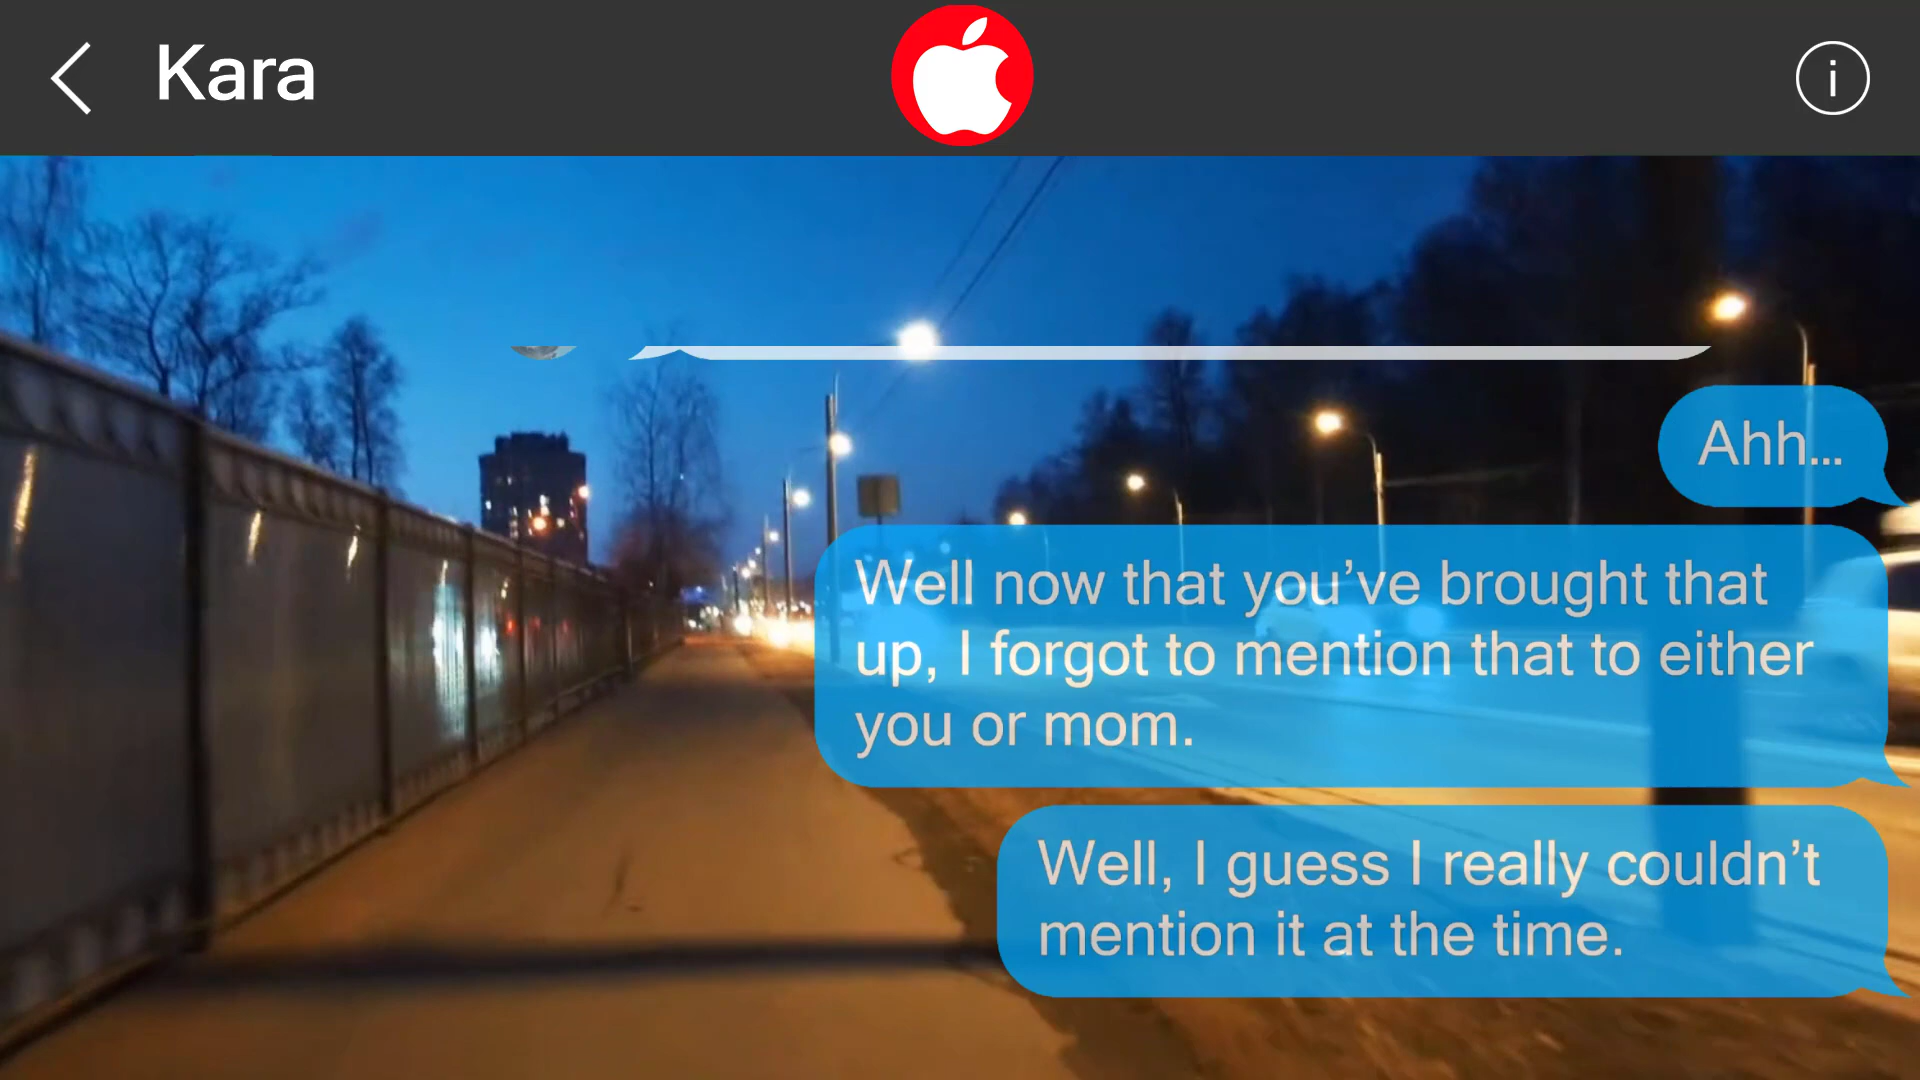 Kara
i
Ahh...
Well now that you’ve brought that
up, I forgot to mention that to either
you or mom.
Well, I guess I really couldn’t
mention it at the time.